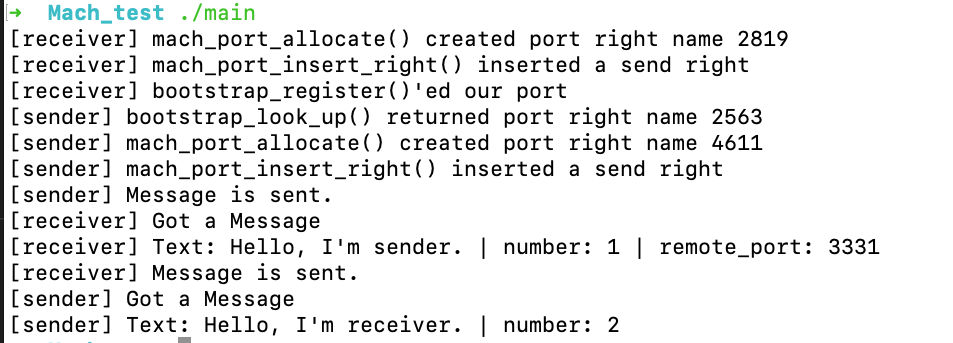 ➜ Mach_test ./main
[receiver] mach_port_allocate() created port right name 2819
[receiver] mach_port_insert_right() inserted a send right
[receiver] bootstrap_register()'ed our port
[sender] bootstrap_look_up() returned port right name 2563
[sender] mach_port_allocate() created port right name 4611
[sender] mach_port_insert_right() inserted a send right
[sender] Message is sent.
[receiver] Got a Message
[receiver] Text: Hello, I'm sender. | number: 1 | remote_port: 3331
[receiver] Message is sent.
[sender] Got a Message
[sender] Text: Hello, I'm receiver. | number: 2